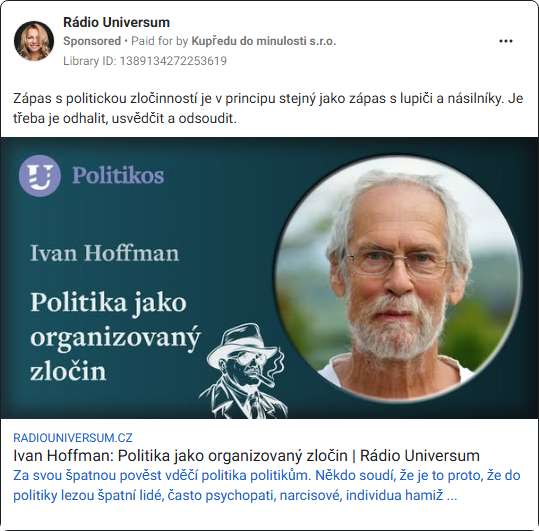 Rádio Universum
Sponsored • Paid for by Kupředu do minulosti s.r.o.
Library ID: 1389134272253619
Zápas s politickou zločinností je v principu stejný jako zápas s lupiči a násilníky. Je
třeba je odhalit, usvědčit a odsoudit.
U Politikos
Ivan Hoffman
Politika jako
organizovaný
zločin
RADIOUNIVERSUM.CZ
Ivan Hoffman: Politika jako organizovaný zločin | Rádio Universum
Za svou špatnou pověst vděčí politika politikům. Někdo soudí, že je to proto, že do
politiky lezou špatní lidé, často psychopati, narcisové, individua hamiž ...